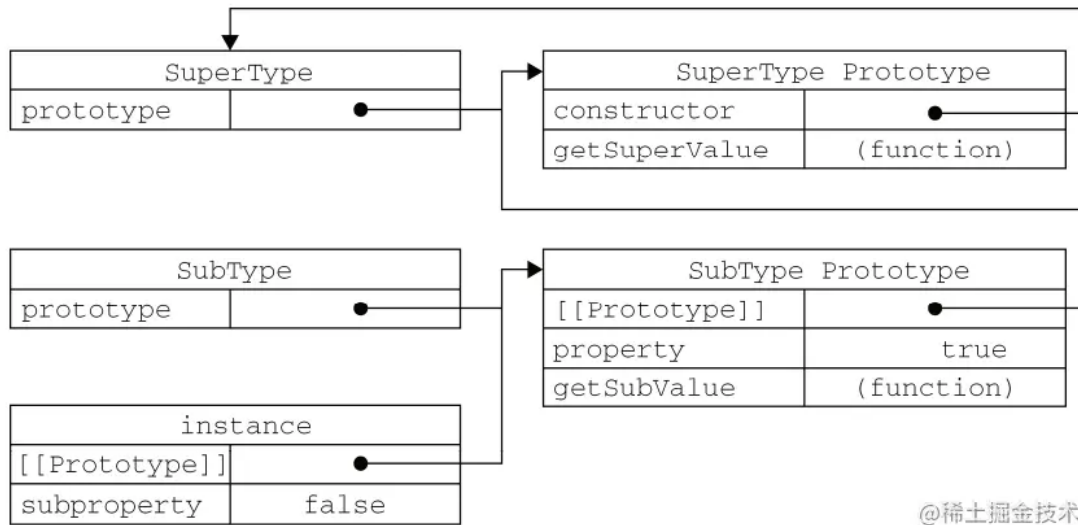 SuperType
prototype
SuperType Prototype
constructor
getSuperValue (function)
SubType
prototype
SubType Prototype
[[Prototype]]
property true
getSubValue (function)
instance
[[Prototype]]
subproperty false
@稀土掘金技术